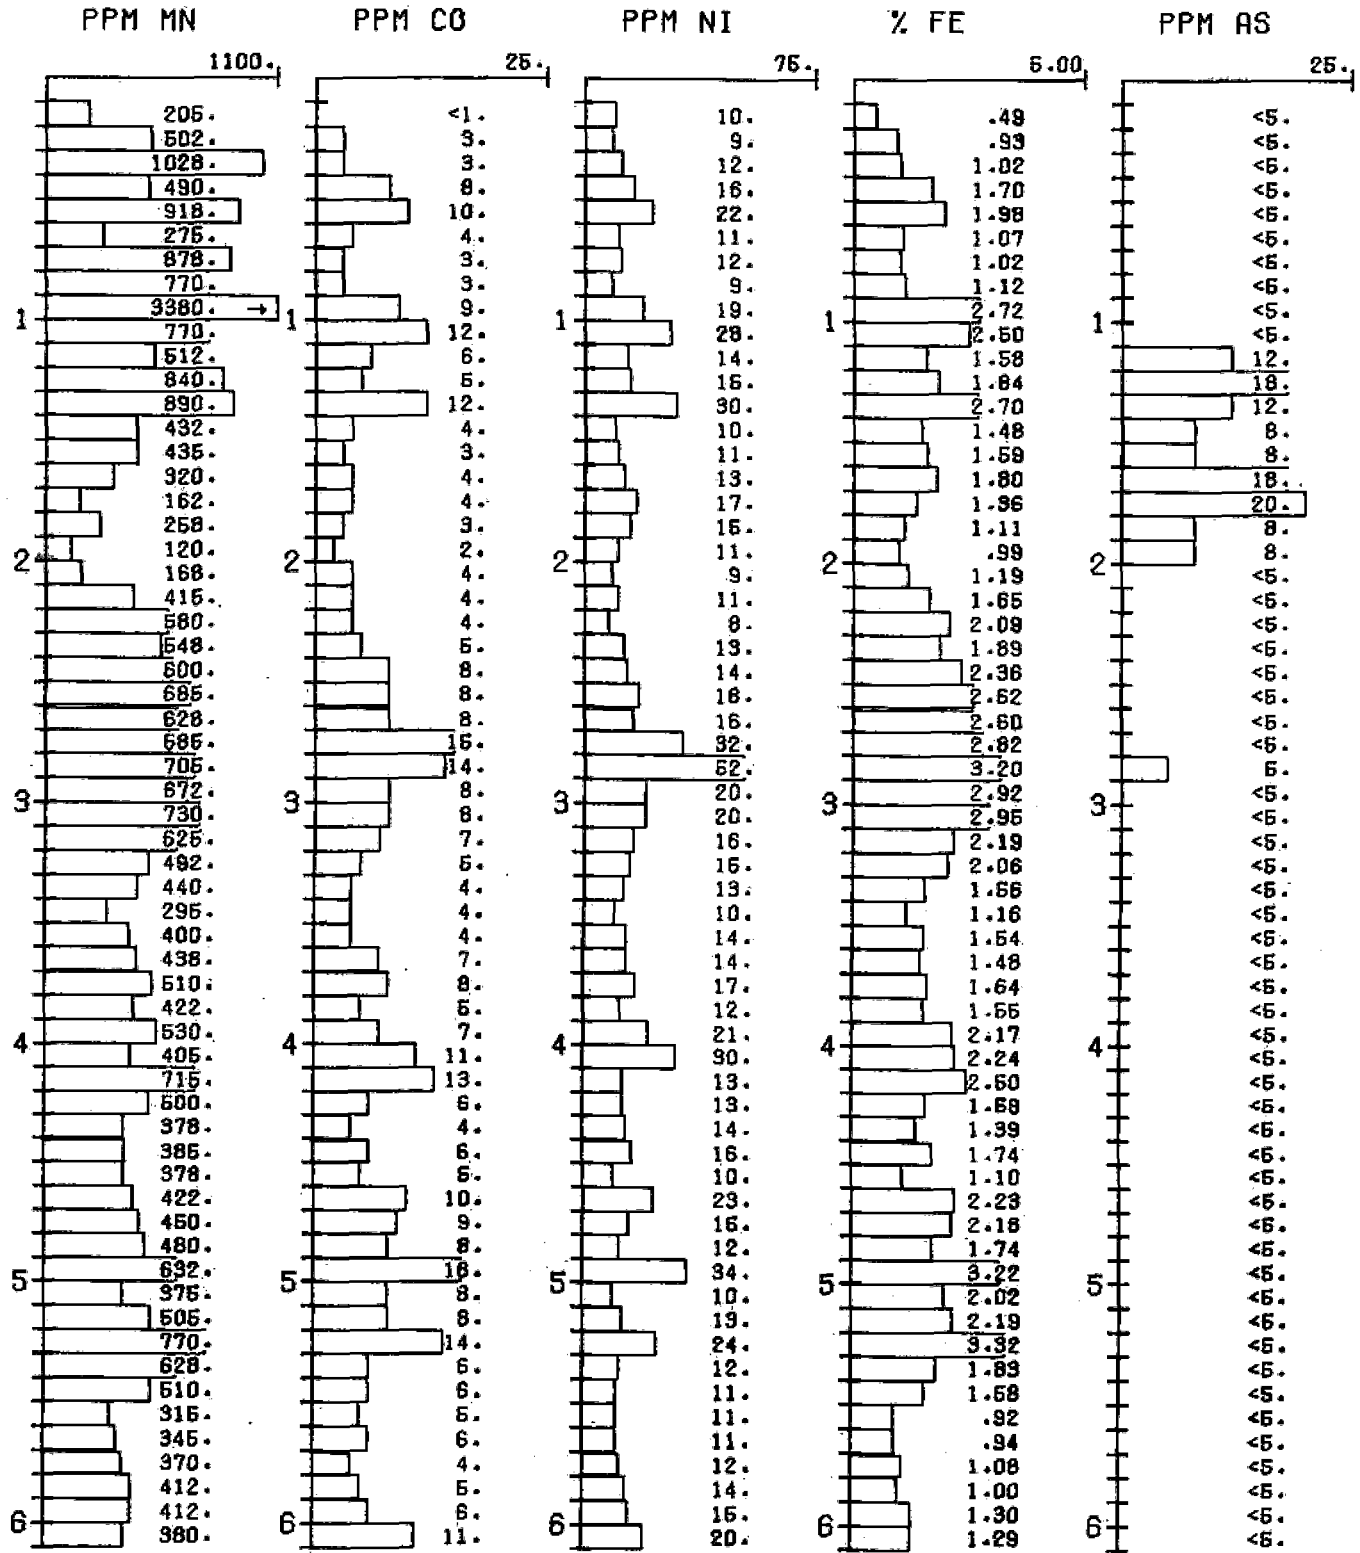 PPM MN PPM CO PPM NI % FE PPM AS
1100. 25. 75. 5.00 25.
205. <1. 10. .49 <5.
502. 3. 9. .93 <5.
1028. 3. 12. 1.02 <5.
490. 8. 16. 1.70 <5.
918. 10. 22. 1.98 <5.
275. 4. 11. 1.07 <5.
878. 3. 12. 1.02 <5.
770. 3. 9. 1.12 <5.
3380. → 9. 19. 2.72 <5.
1 1 1 1 1
770. 12. 28. 2.50 <5.
512. 6. 14. 1.58 12.
840. 5. 15. 1.84 18.
890. 12. 30. 2.70 12.
432. 4. 10. 1.48 8.
435. 3. 11. 1.59 8.
320. 4. 13. 1.80 18.
162. 4. 17. 1.36 20.
258. 3. 15. 1.11 8.
120. 2. 11. .99 8.
2 2 2 2 2
168. 4. 9. 1.19 <5.
415. 4. 11. 1.65 <5.
580. 4. 8. 2.09 <5.
548. 5. 13. 1.89 <5.
600. 8. 14. 2.36 <5.
685. 8. 18. 2.62 <5.
628. 8. 16. 2.60 <5.
685. 15. 32. 2.82 <5.
705. 14. 52. 3.20 5.
672. 8. 20. 2.92 <5.
3 3 3 3 3
730. 8. 20. 2.95 <5.
625. 7. 16. 2.19 <5.
492. 5. 15. 2.06 <5.
440. 4. 13. 1.56 <5.
295. 4. 10. 1.16 <5.
400. 4. 14. 1.54 <5.
438. 7. 14. 1.48 <5.
510. 8. 17. 1.64 <5.
422. 5. 12. 1.55 <5.
530. 7. 21. 2.17 <5.
4 4 4 4 4
405. 11. 30. 2.24 <5.
715. 13. 13. 2.50 <5.
500. 6. 13. 1.58 <5.
378. 4. 14. 1.39 <5.
385. 6. 16. 1.74 <5.
378. 5. 10. 1.10 <5.
422. 10. 23. 2.23 <5.
450. 9. 15. 2.18 <5.
480. 8. 12. 1.74 <5.
632. 16. 34. 3.22 <5.
5 5 5 5 5
375. 8. 10. 2.02 <5.
505. 8. 13. 2.19 <5.
770. 14. 24. 3.32 <5.
628. 6. 12. 1.83 <5.
510. 6. 11. 1.58 <5.
315. 5. 11. .92 <5.
345. 6. 11. .94 <5.
370. 4. 12. 1.08 <5.
412. 5. 14. 1.00 <5.
412. 6. 15. 1.30 <5.
6 6 6 6 6
380. 11. 20. 1.29 <5.